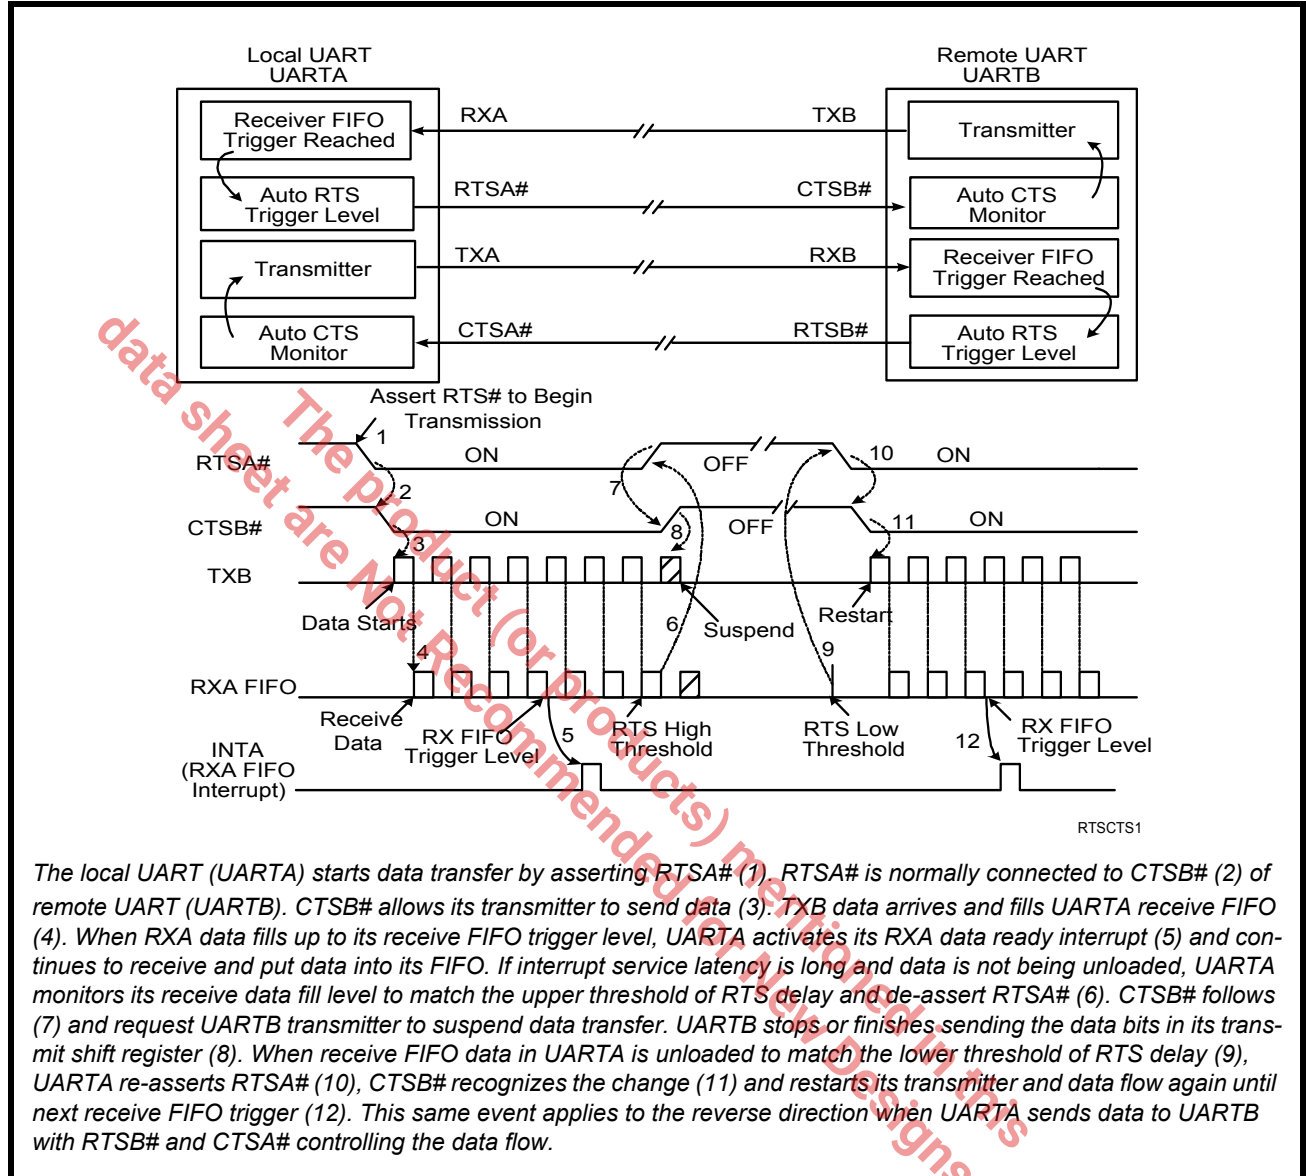 Local UART
UARTA
Remote UART
UARTB
Receiver FIFO
Trigger Reached
RXA
TXB
Transmitter
Auto RTS
Trigger Level
RTSA#
CTSB#
Auto CTS
Monitor
Transmitter
TXA
RXB
Receiver FIFO
Trigger Reached
Auto CTS
Monitor
CTSA#
RTSB#
Auto RTS
Trigger Level
Assert RTS# to Begin
Transmission
RTSA#
1
ON
7
OFF
10
ON
CTSB#
2
ON
8
OFF
11
ON
TXB
3
Data Starts
6
Suspend
Restart
4
9
RXA FIFO
Receive
Data
RX FIFO
Trigger Level
5
RTS High
Threshold
RTS Low
Threshold
12
RX FIFO
Trigger Level
INTA
(RXA FIFO
Interrupt)
RTSCTS1
The local UART (UARTA) starts data transfer by asserting RTSA# (1). RTSA# is normally connected to CTSB# (2) of
remote UART (UARTB). CTSB# allows its transmitter to send data (3). TXB data arrives and fills UARTA receive FIFO
(4). When RXA data fills up to its receive FIFO trigger level, UARTA activates its RXA data ready interrupt (5) and con-
tinues to receive and put data into its FIFO. If interrupt service latency is long and data is not being unloaded, UARTA
monitors its receive data fill level to match the upper threshold of RTS delay and de-assert RTSA# (6). CTSB# follows
(7) and request UARTB transmitter to suspend data transfer. UARTB stops or finishes sending the data bits in its trans-
mit shift register (8). When receive FIFO data in UARTA is unloaded to match the lower threshold of RTS delay (9),
UARTA re-asserts RTSA# (10), CTSB# recognizes the change (11) and restarts its transmitter and data flow again until
next receive FIFO trigger (12). This same event applies to the reverse direction when UARTA sends data to UARTB
with RTSB# and CTSA# controlling the data flow.
The product (or products) mentioned in this
data sheet are Not Recommended for New Designs